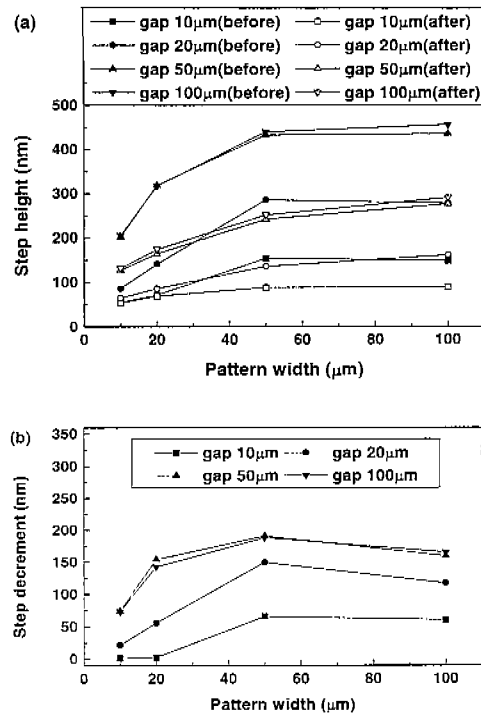 (a)
gap 10μm(before) gap 10μm(after)
gap 20μm(before) gap 20μm(after)
gap 50μm(before) gap 50μm(after)
gap 100μm(before) gap 100μm(after)
500
400
300
200
100
0
Step height (nm)
0 20 40 60 80 100
Pattern width (μm)
(b)
gap 10μm gap 20μm
gap 50μm gap 100μm
350
300
250
200
150
100
50
0
Step decrement (nm)
0 20 40 60 80 100
Pattern width (μm)